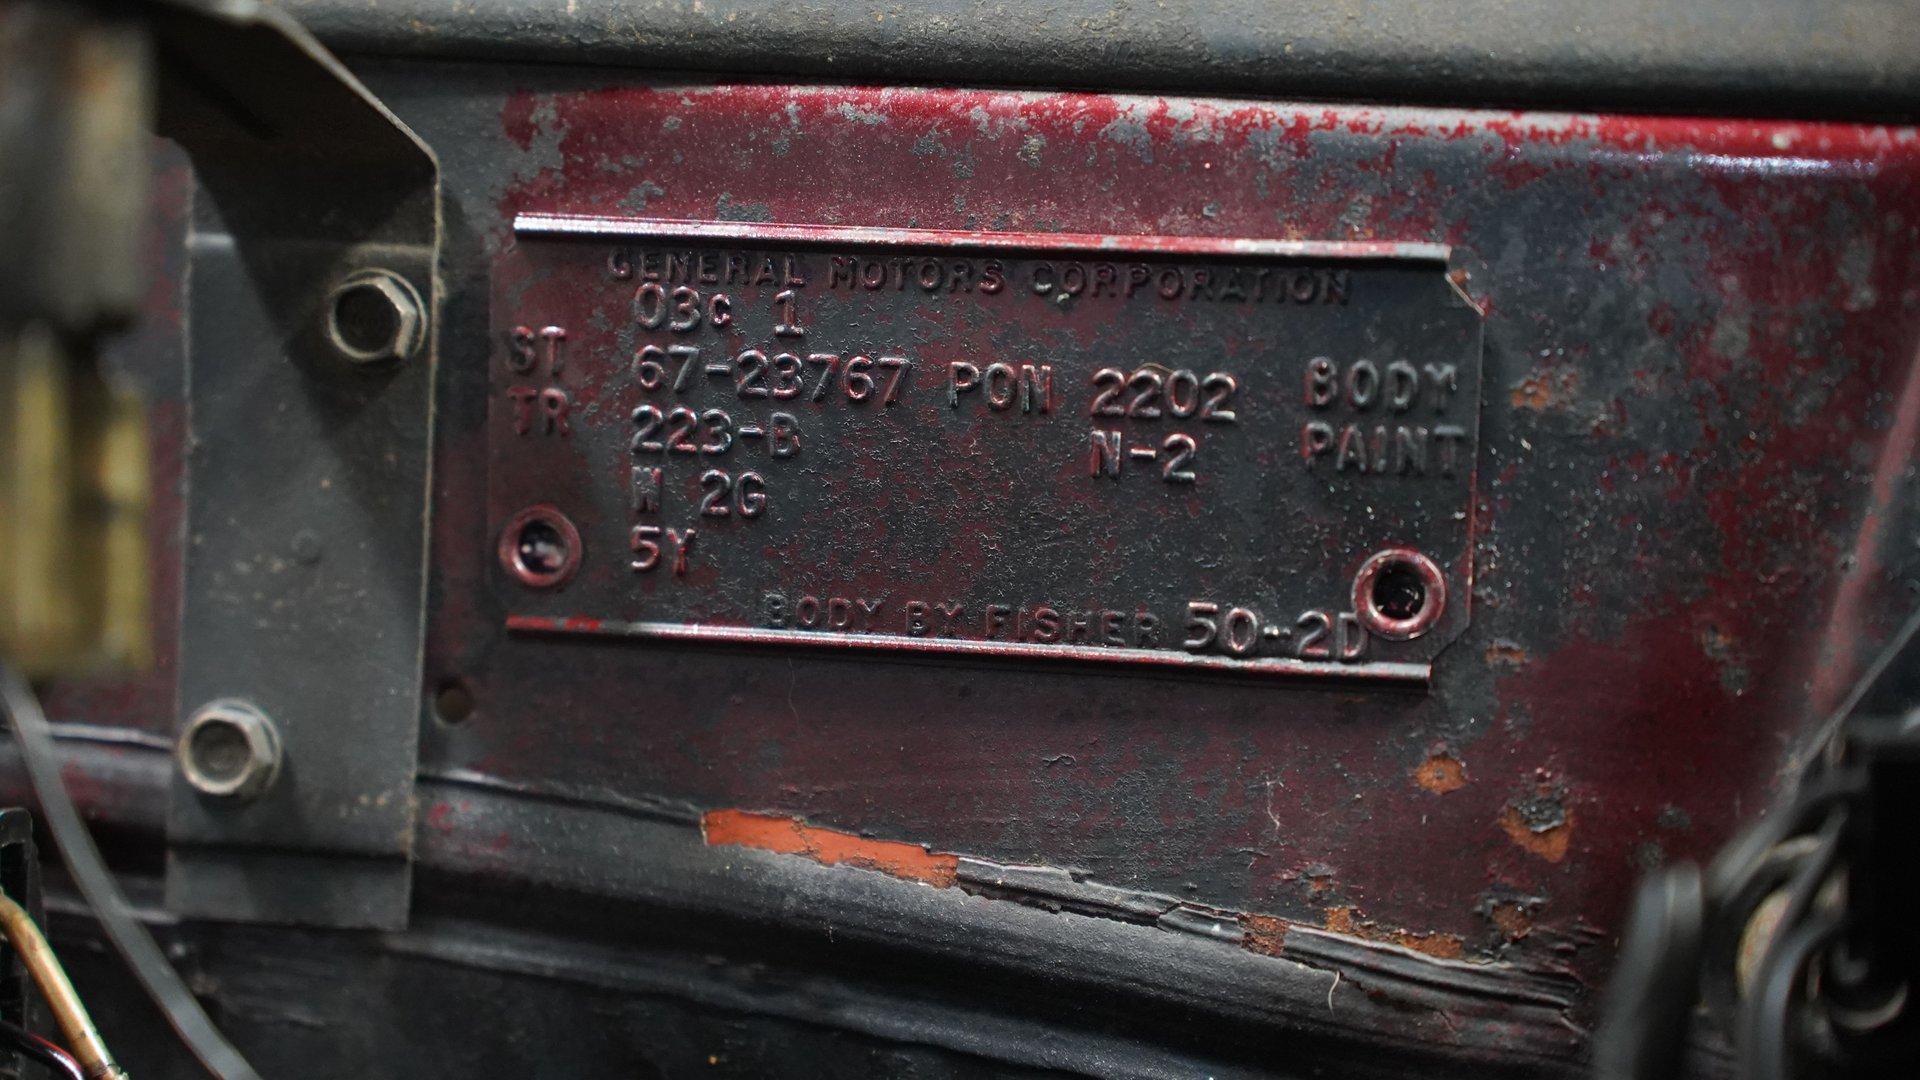 GENERAL MOTORS CORPORATION
03C 1
ST 67-23767 PON 2202 BODY
TR 223-B N-2 PAINT
W 2G
5Y
BODY BY FISHER 50-2D